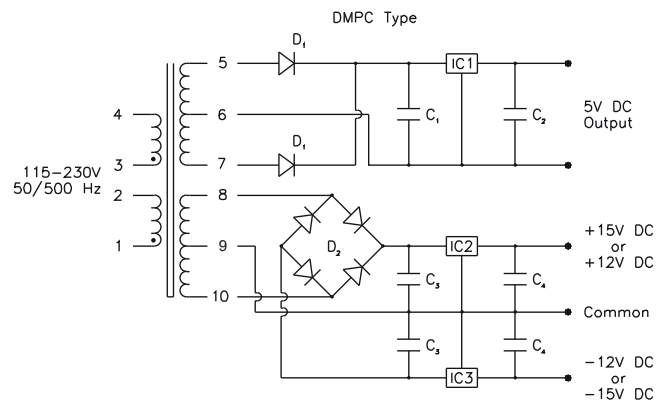 DMPC Type
D₁
5
IC1
4
6
C₁
C₂
5V DC
Output
3
D₁
7
115-230V
50/500 Hz
2
8
1
9
D₂
IC2
+15V DC
or
+12V DC
C₃
C₄
10
Common
C₃
C₄
IC3
-12V DC
or
-15V DC